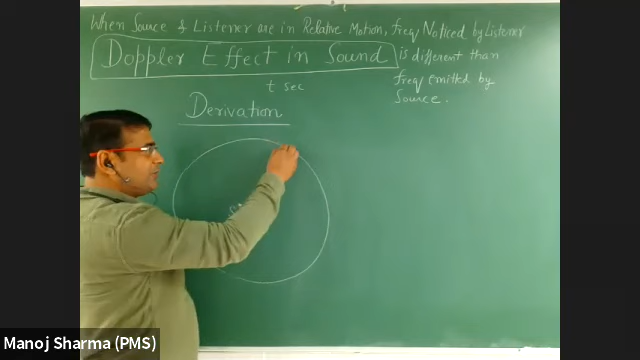 When Source & Listener are in Relative Motion, freq Noticed by Listener
Doppler Effect in Sound is different than
t sec freq emitted by
Derivation Source.
Manoj Sharma (PMS)